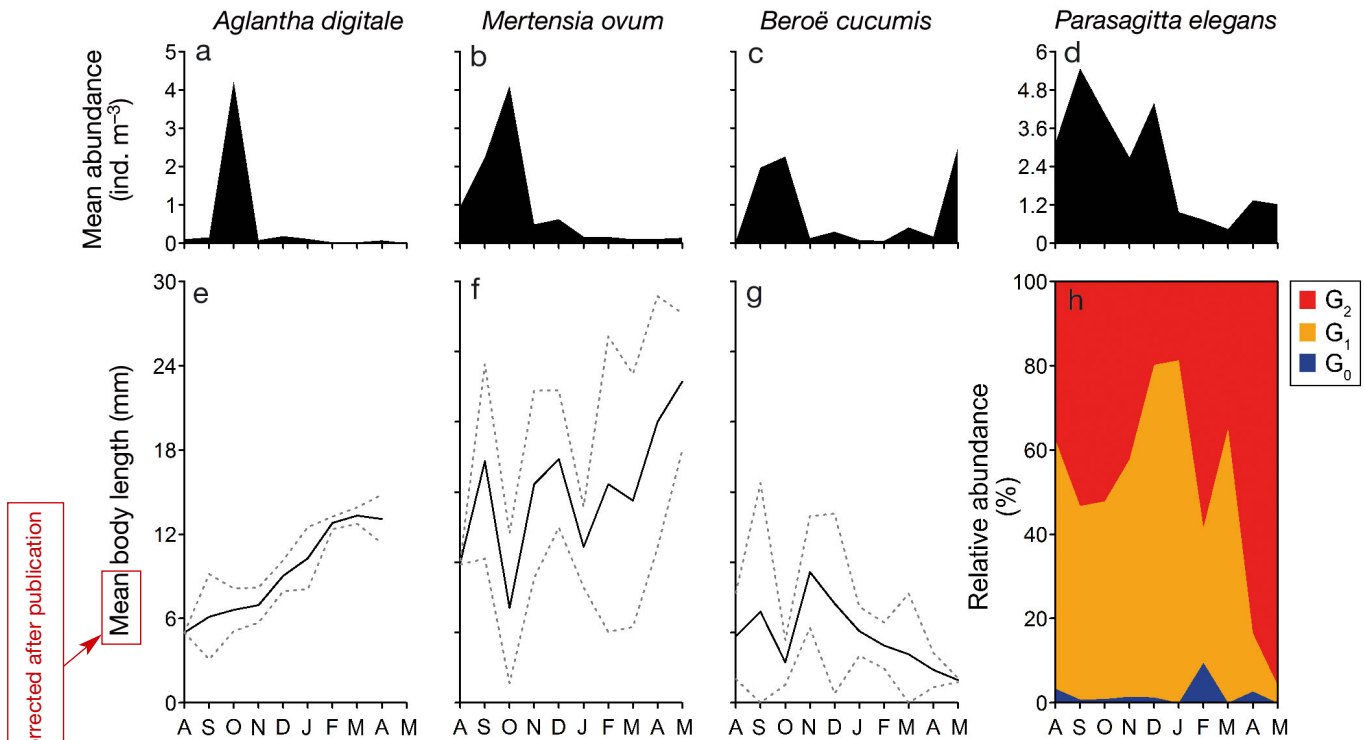 Aglantha digitale
Mertensia ovum
Beroë cucumis
Parasagitta elegans
Mean abundance
(ind. m⁻³)
a
5
4
3
2
1
0
b
c
d
6
4.8
3.6
2.4
1.2
0
Mean body length (mm)
e
30
24
18
12
6
0
A S O N D J F M A M
f
A S O N D J F M A M
g
A S O N D J F M A M
Relative abundance
(%)
h
100
80
60
40
20
0
A S O N D J F M A M
G₂
G₁
G₀
after publication